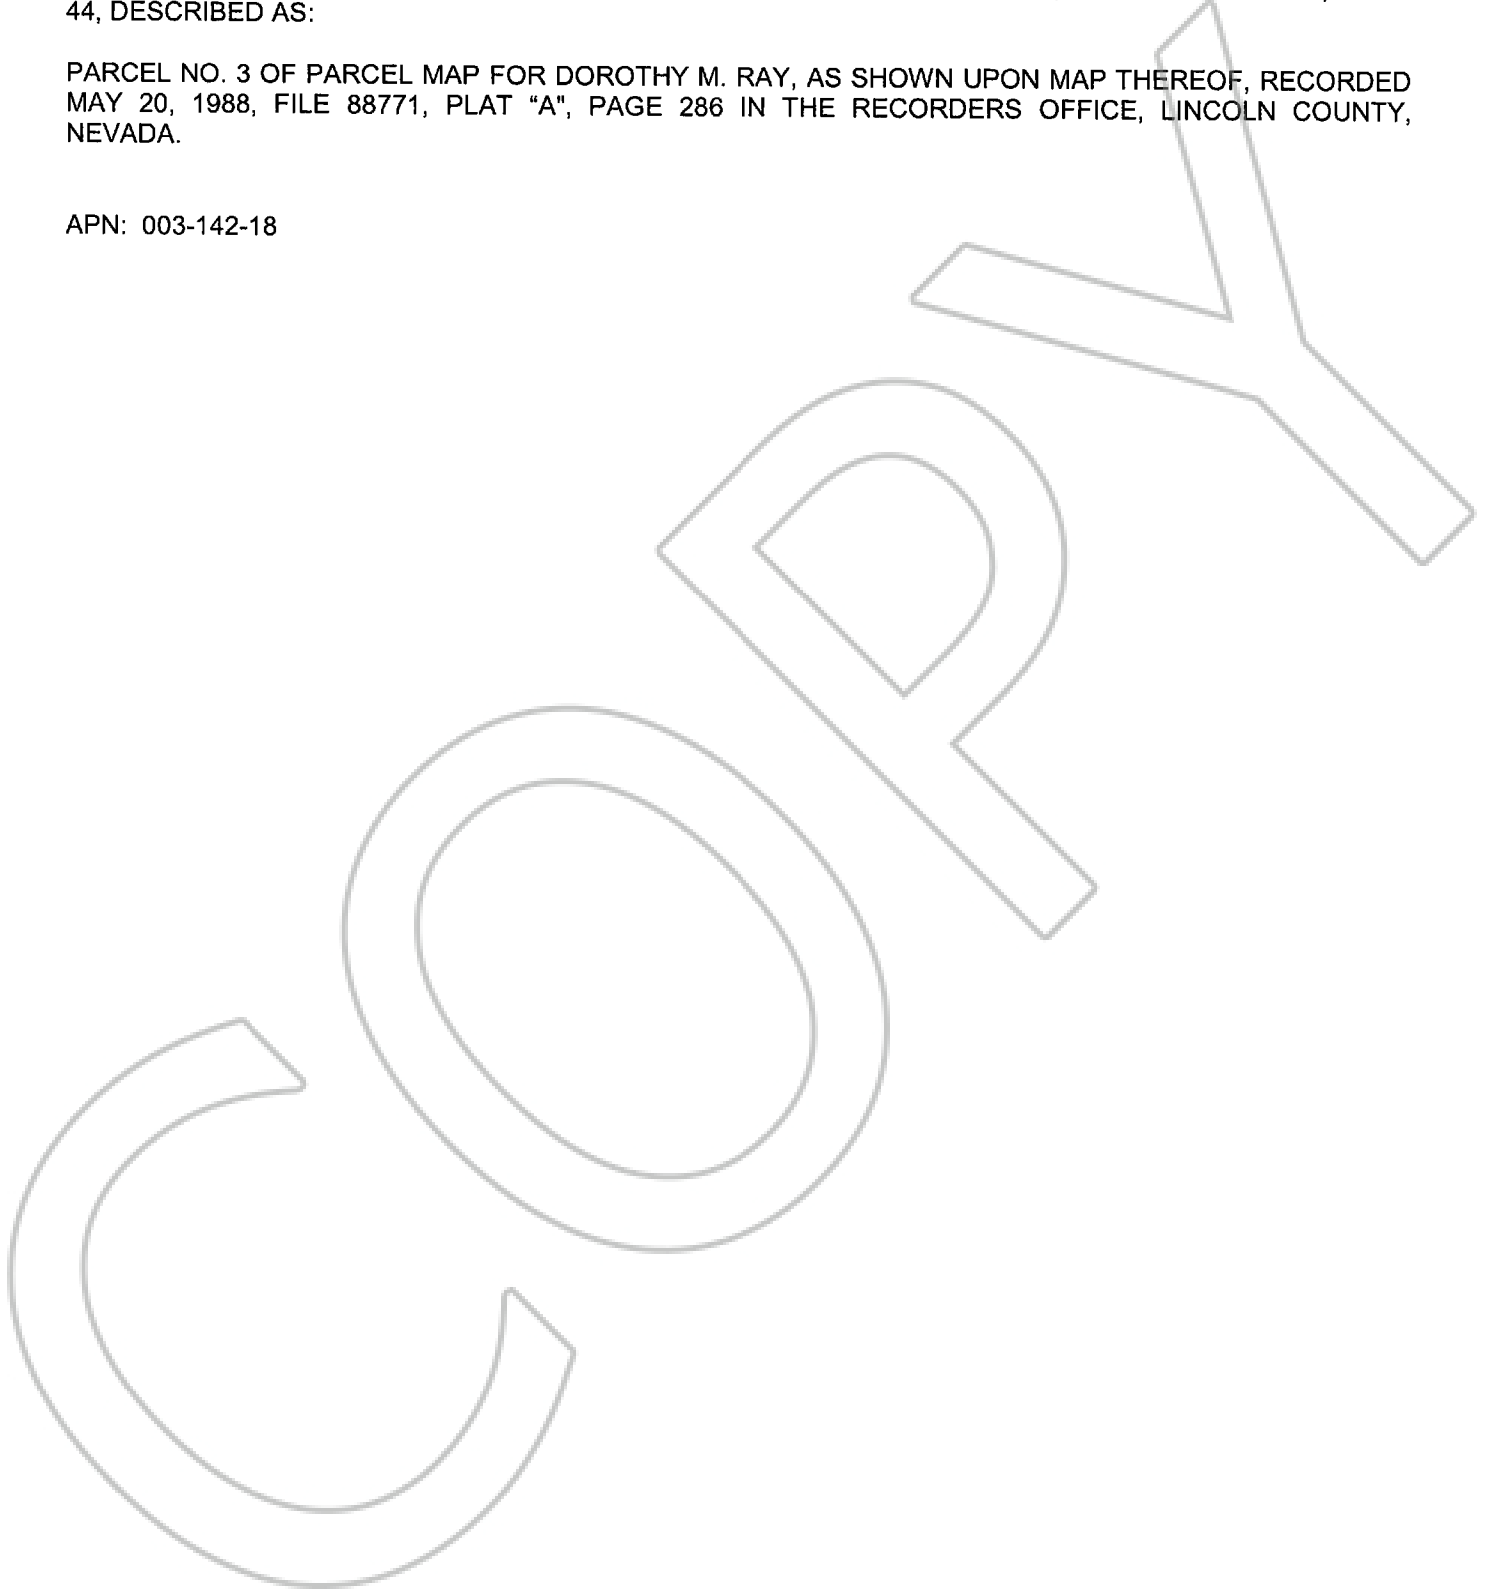 44, DESCRIBED AS:
PARCEL NO. 3 OF PARCEL MAP FOR DOROTHY M. RAY, AS SHOWN UPON MAP THEREOF, RECORDED
MAY 20, 1988, FILE 88771, PLAT “A", PAGE 286 IN THE RECORDERS OFFICE, LINCOLN COUNTY,
NEVADA.
APN: 003-142-18
COPY